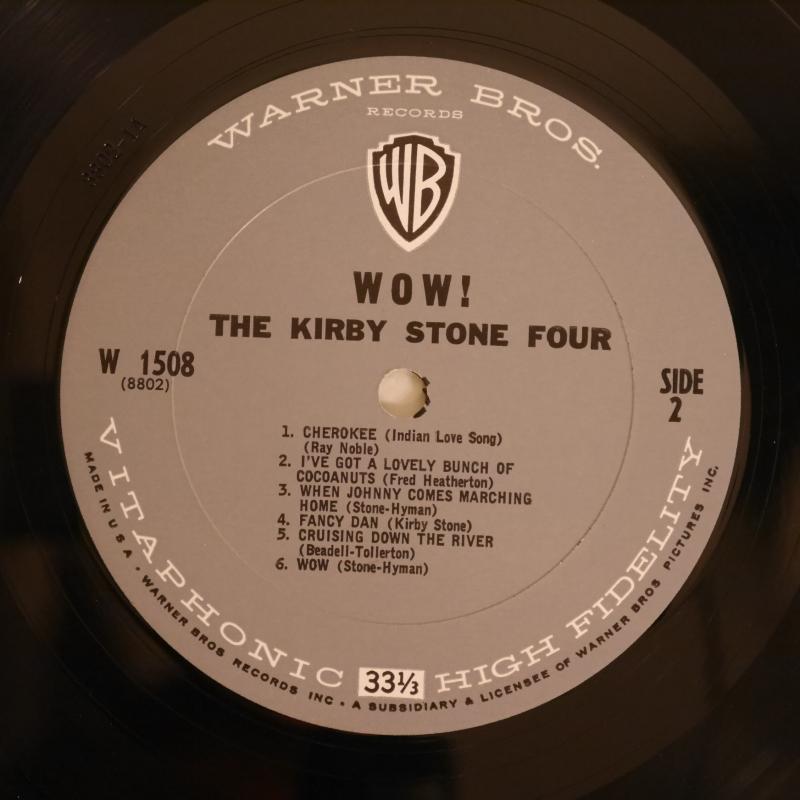 WARNER BROS.
RECORDS
WB
WOW!
THE KIRBY STONE FOUR
W 1508
(8802)
SIDE
2
1. CHEROKEE (Indian Love Song)
(Ray Noble)
2. I'VE GOT A LOVELY BUNCH OF
COCOANUTS (Fred Heatherton)
3. WHEN JOHNNY COMES MARCHING
HOME (Stone-Hyman)
4. FANCY DAN (Kirby Stone)
5. CRUISING DOWN THE RIVER
(Beadell-Tollerton)
6. WOW (Stone-Hyman)
VITAPHONIC 33⅓ HIGH FIDELITY
MADE IN U.S.A. • WARNER BROS RECORDS INC • A SUBSIDIARY & LICENSEE OF WARNER BROS PICTURES INC.